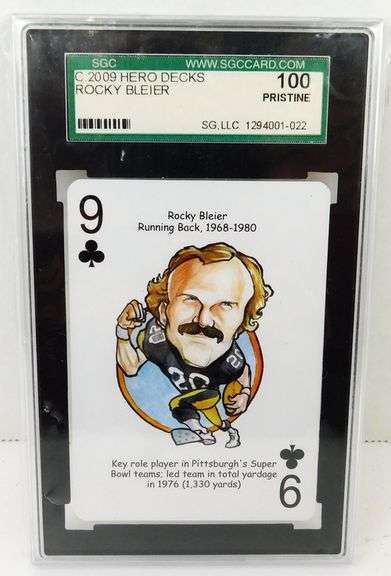 SGC WWW.SGCCARD.COM
C.2009 HERO DECKS 100
ROCKY BLEIER PRISTINE
SG, LLC 1294001-022
9
Rocky Bleier
Running Back, 1968-1980
20
20
Key role player in Pittsburgh's Super
Bowl teams; led team in total yardage
in 1976 (1,330 yards)
9